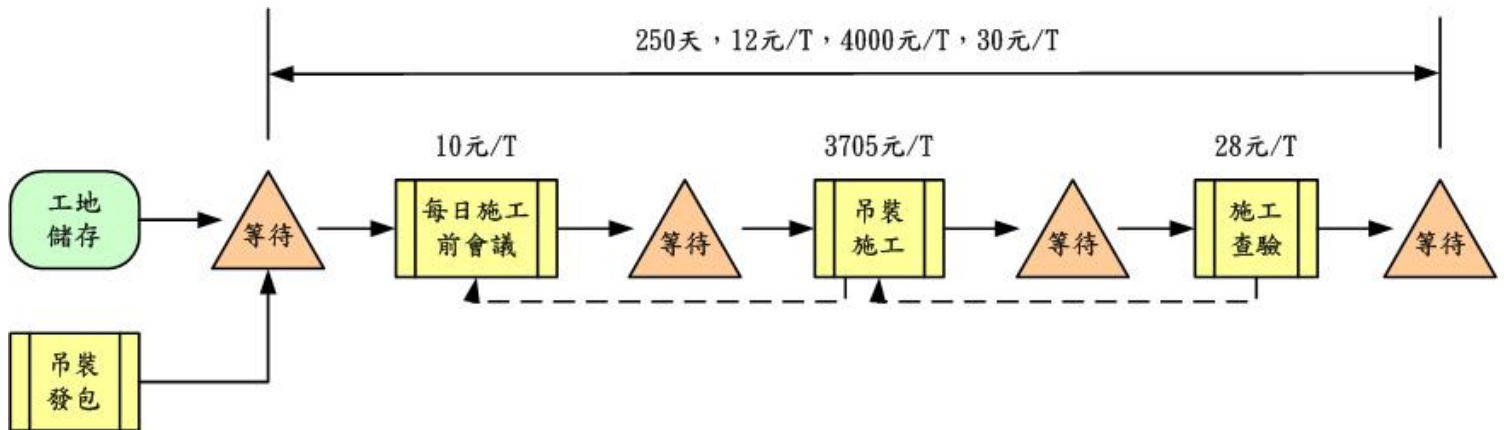 250天，12元/T，4000元/T，30元/T
10元/T
3705元/T
28元/T
工地
儲存
等待
每日施工
前會議
等待
吊裝
施工
等待
施工
查驗
等待
吊裝
發包